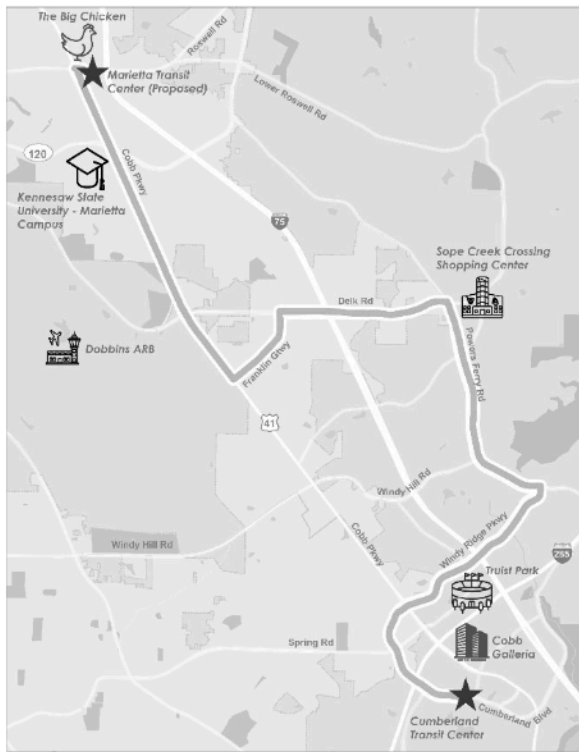 The Big Chicken
Roswell Rd
Marietta Transit
Center (Proposed)
Lower Roswell Rd
120
Cobb Pkwy
Kennesaw State
University - Marietta
Campus
75
Sope Creek Crossing
Shopping Center
Delk Rd
Dobbins ARB
Franklin Gtwy
Powers Ferry Rd
41
Windy Hill Rd
Cobb Pkwy
Windy Hill Rd
Windy Ridge Pkwy
285
Truist Park
Spring Rd
Cobb
Galleria
Cumberland Blvd
Cumberland
Transit Center